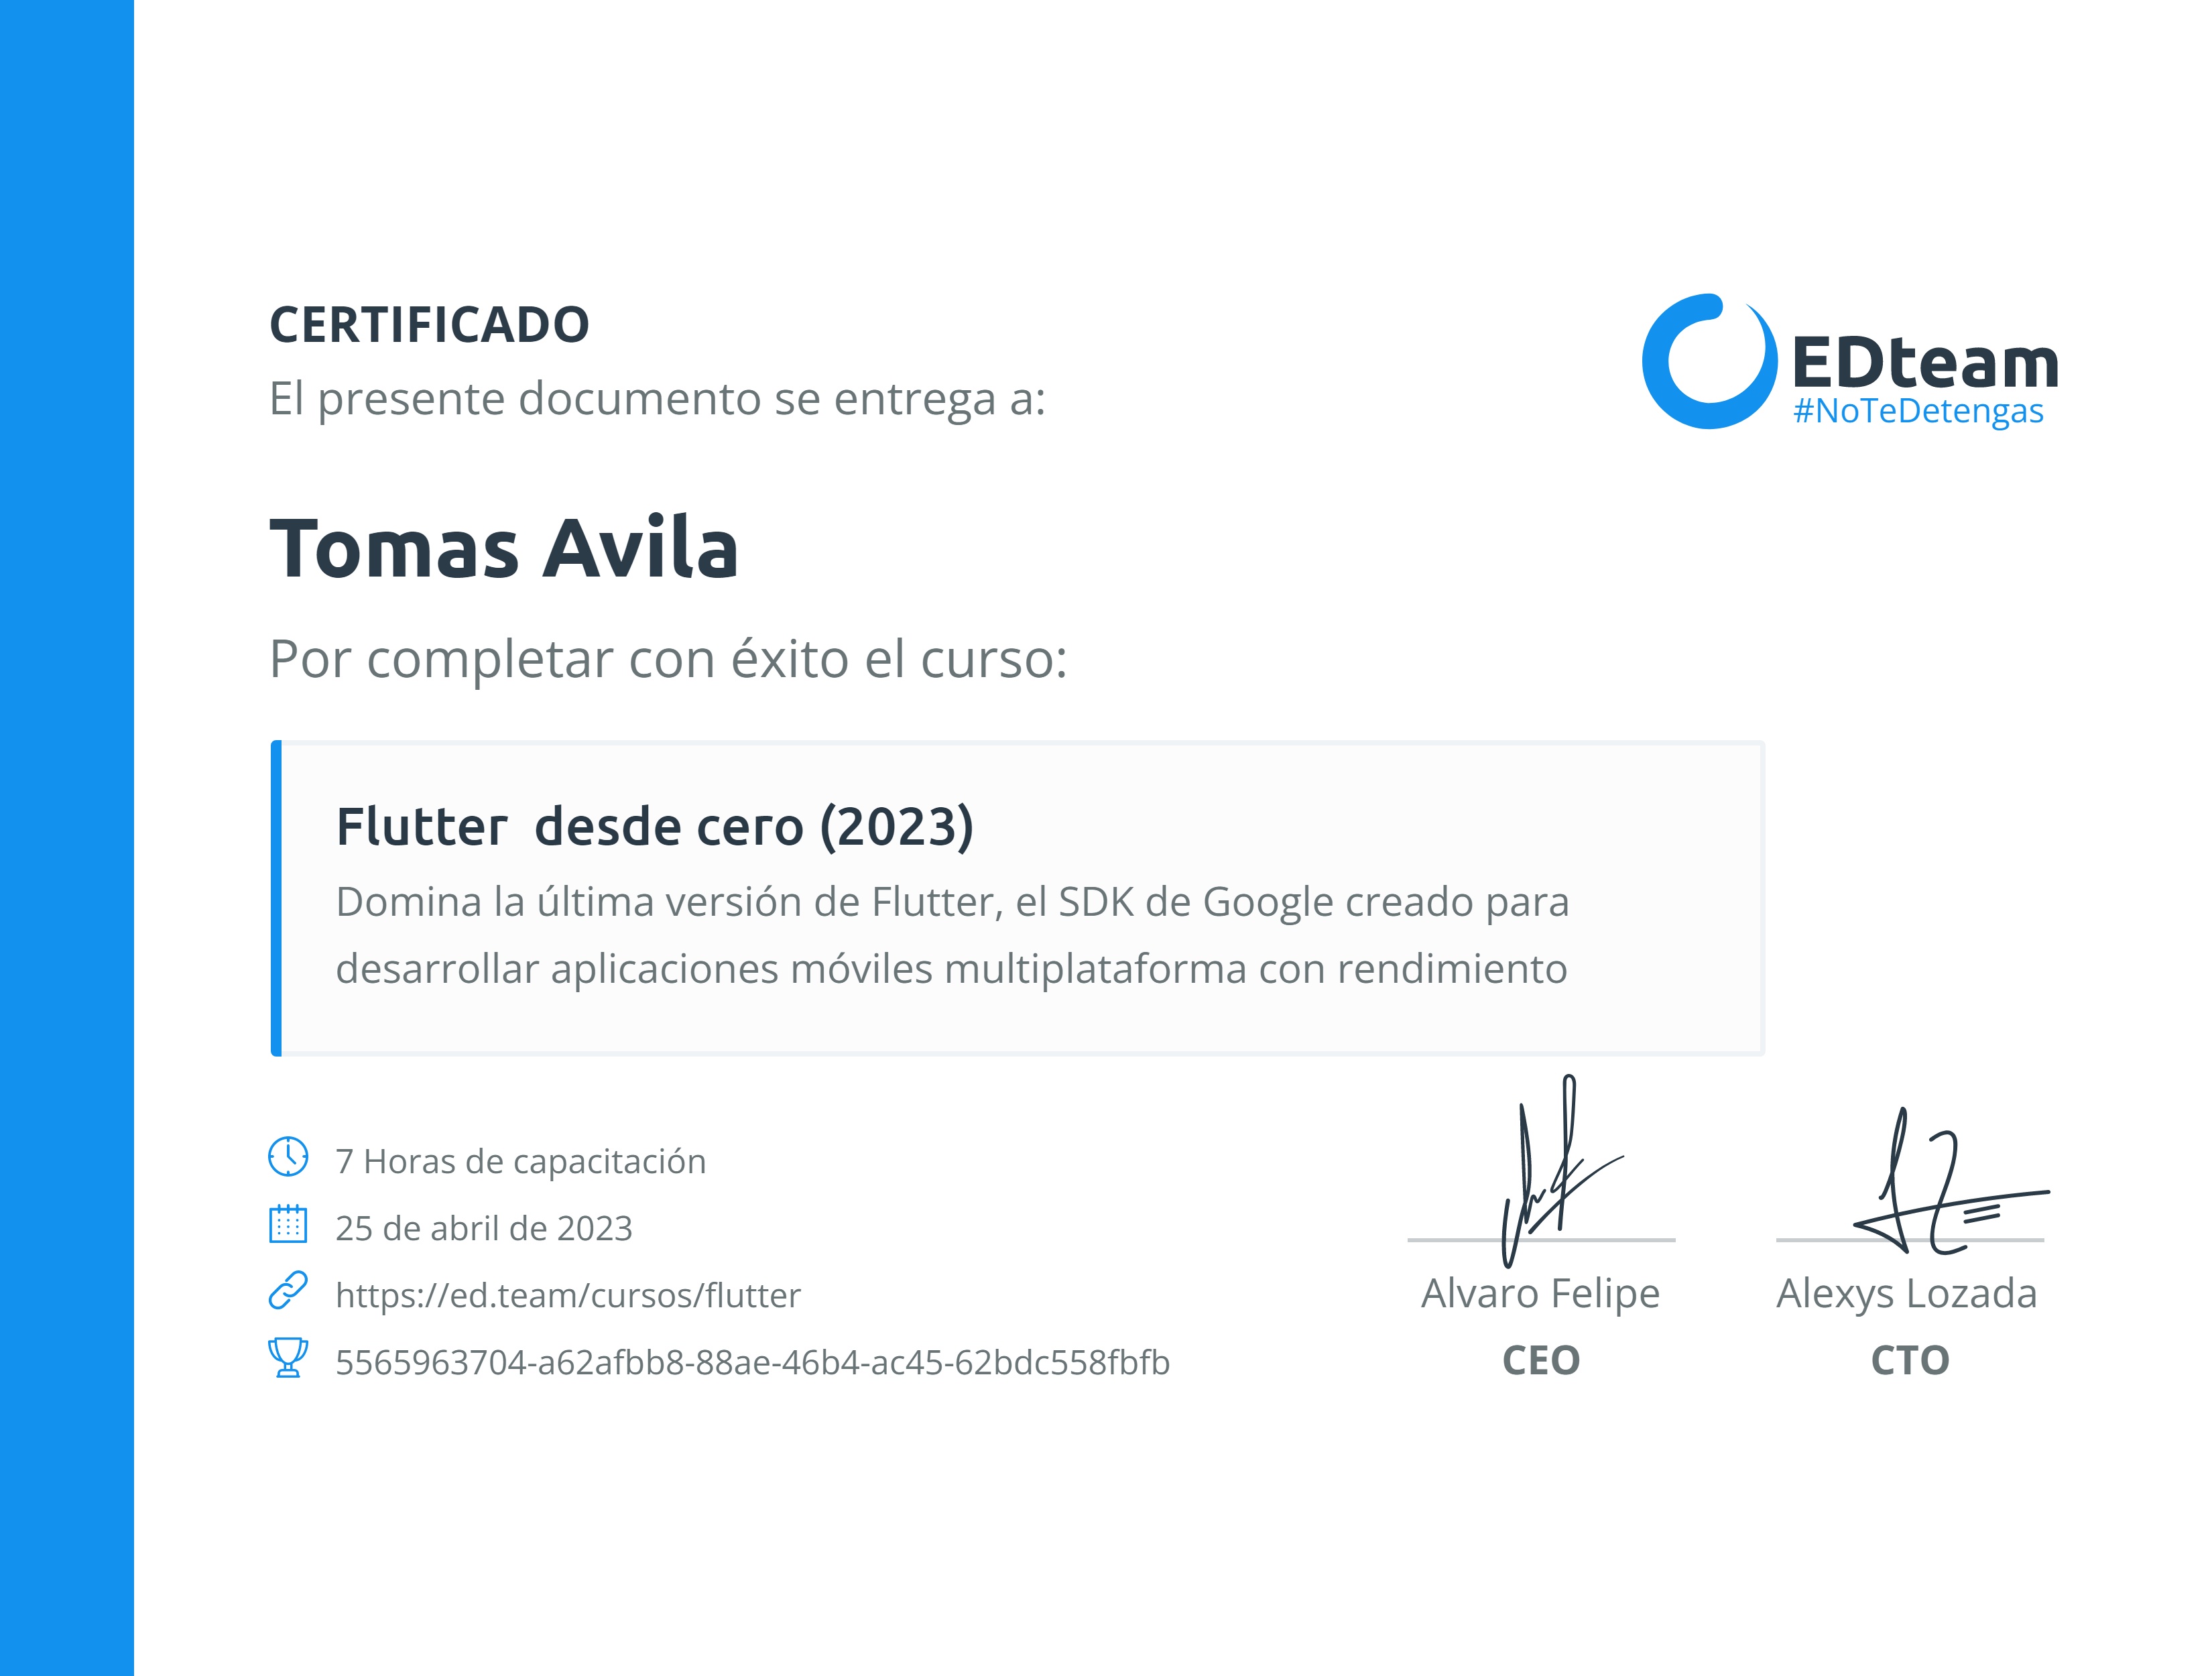 CERTIFICADO
El presente documento se entrega a:
EDteam
#NoTeDetengas
Tomas Avila
Por completar con éxito el curso:
Flutter  desde cero (2023)
Domina la última versión de Flutter, el SDK de Google creado para
desarrollar aplicaciones móviles multiplataforma con rendimiento
7 Horas de capacitación
25 de abril de 2023
https://ed.team/cursos/flutter
5565963704-a62afbb8-88ae-46b4-ac45-62bdc558fbfb
Alvaro Felipe
CEO
Alexys Lozada
CTO